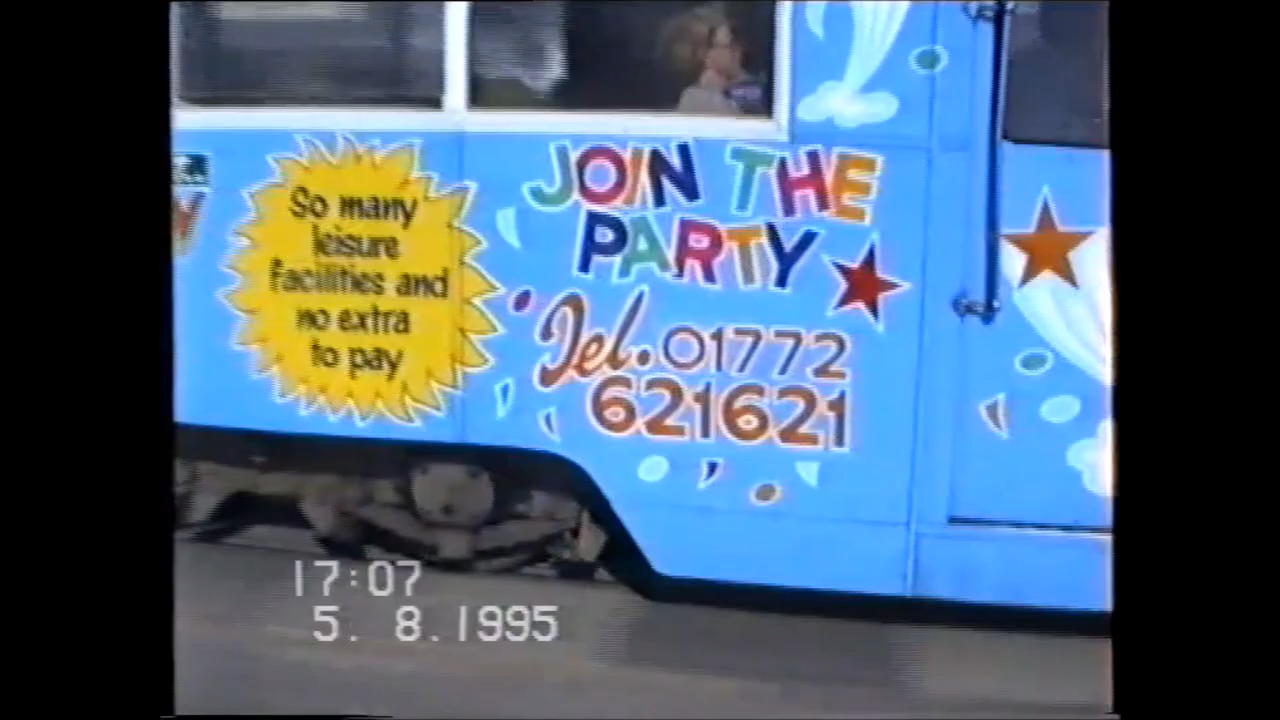 So many
leisure
facilities and
no extra
to pay
JOIN THE
PARTY
Tel. 01772
621621
17:07
5. 8.1995